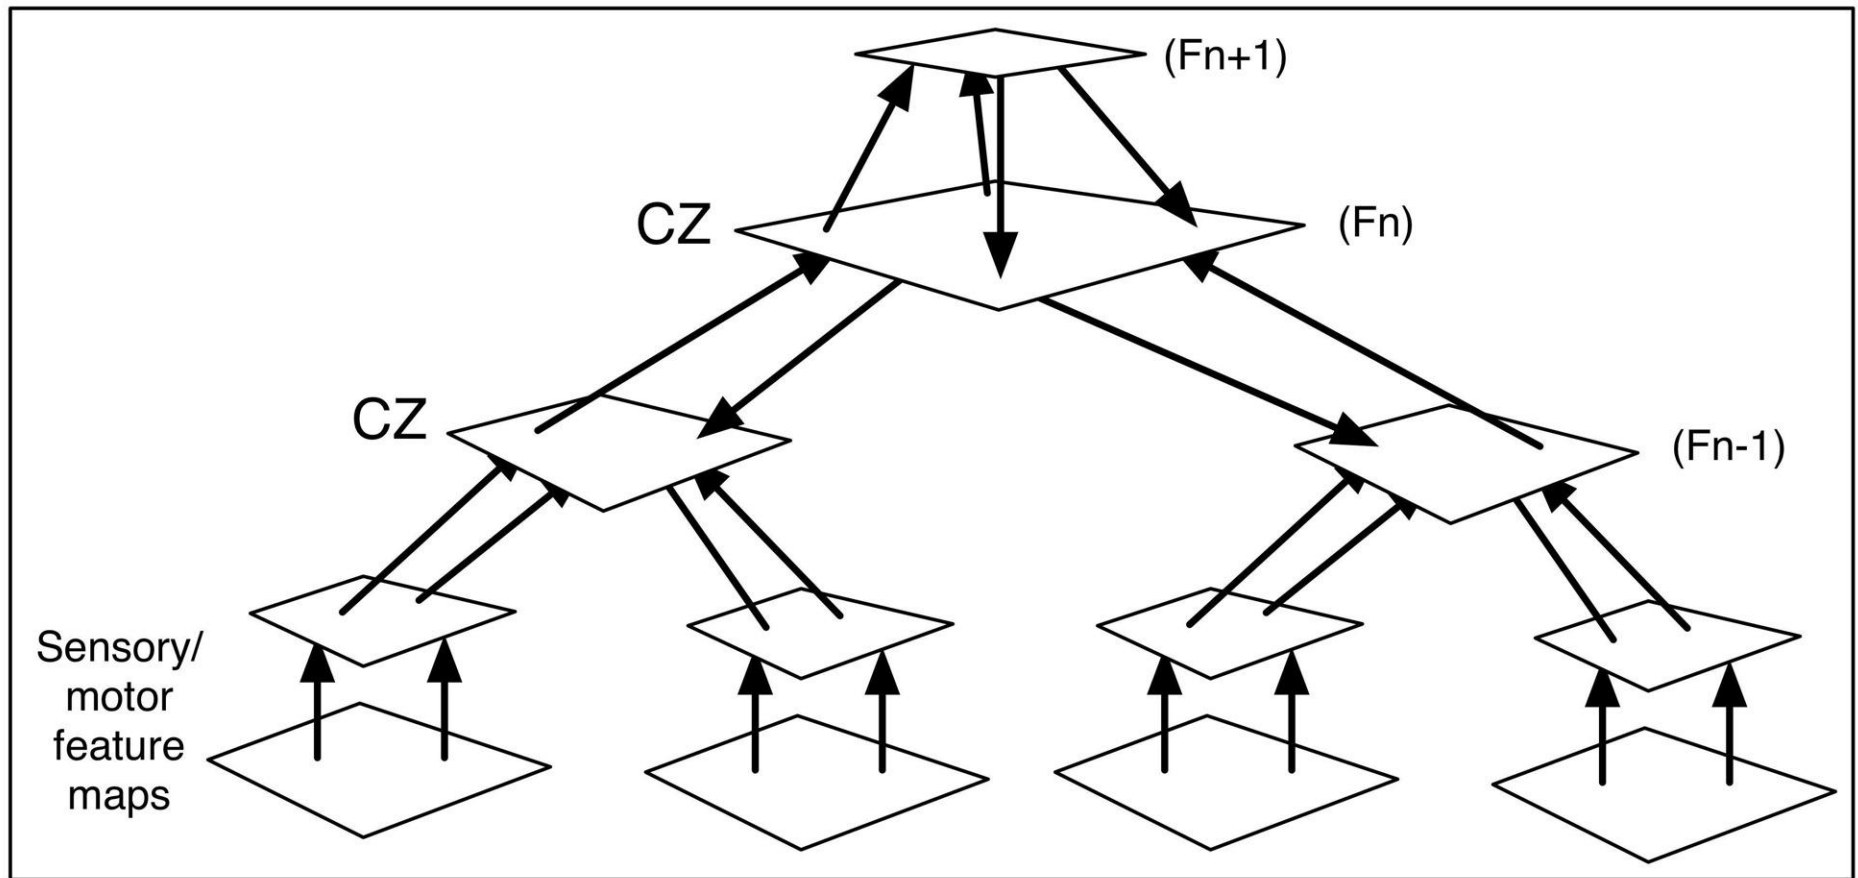 (Fn+1)
CZ
(Fn)
CZ
(Fn-1)
Sensory/
motor
feature
maps